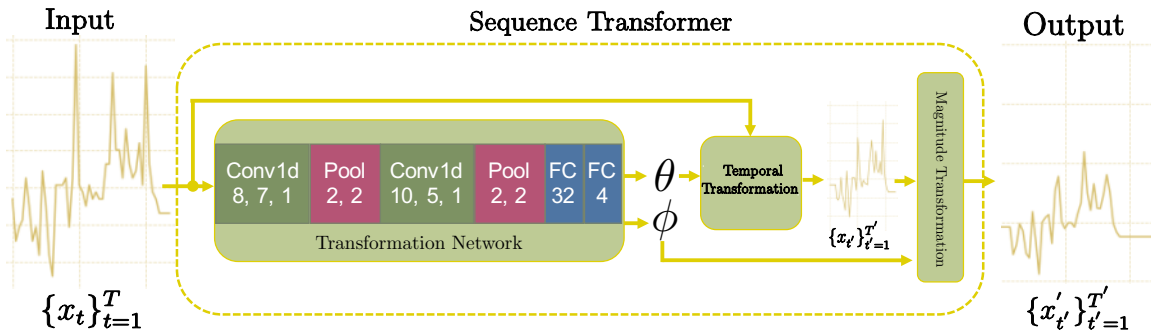 Input
Sequence Transformer
Output
Conv1d
8, 7, 1
Pool
2, 2
Conv1d
10, 5, 1
Pool
2, 2
FC
32
FC
4
Transformation Network
θ
ϕ
Temporal
Transformation
{x_{t'}}_{t'=1}^{T'}
Magnitude Transformation
{x_t}_{t=1}^{T}
{x'_{t'}}_{t'=1}^{T'}